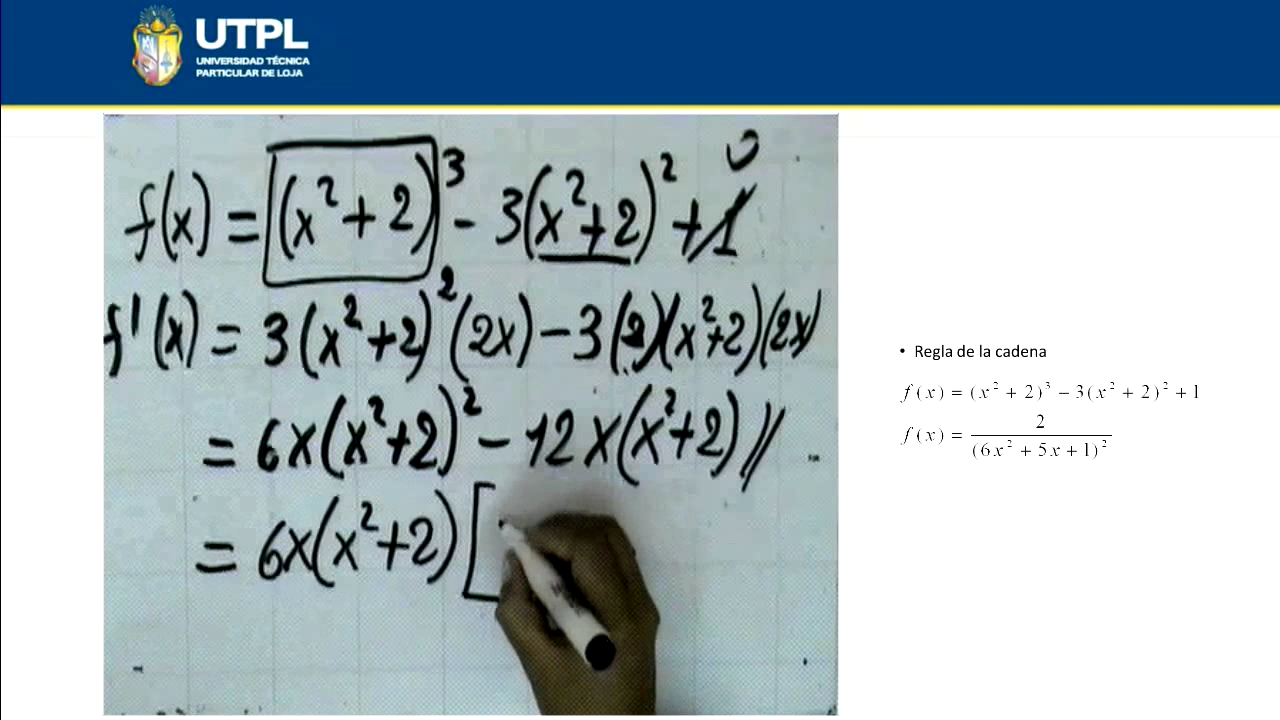 UTPL
UNIVERSIDAD TÉCNICA
PARTICULAR DE LOJA
0
f(x) = (x² + 2)³ - 3(x² + 2)² + 1
f'(x) = 3(x² + 2)² (2x) - 3(2)(x² + 2)(2x)
= 6x(x² + 2)² - 12x(x² + 2) //
= 6x(x² + 2) [
• Regla de la cadena
f(x) = (x² + 2)³ - 3(x² + 2)² + 1
f(x) = 2
(6x² + 5x + 1)²